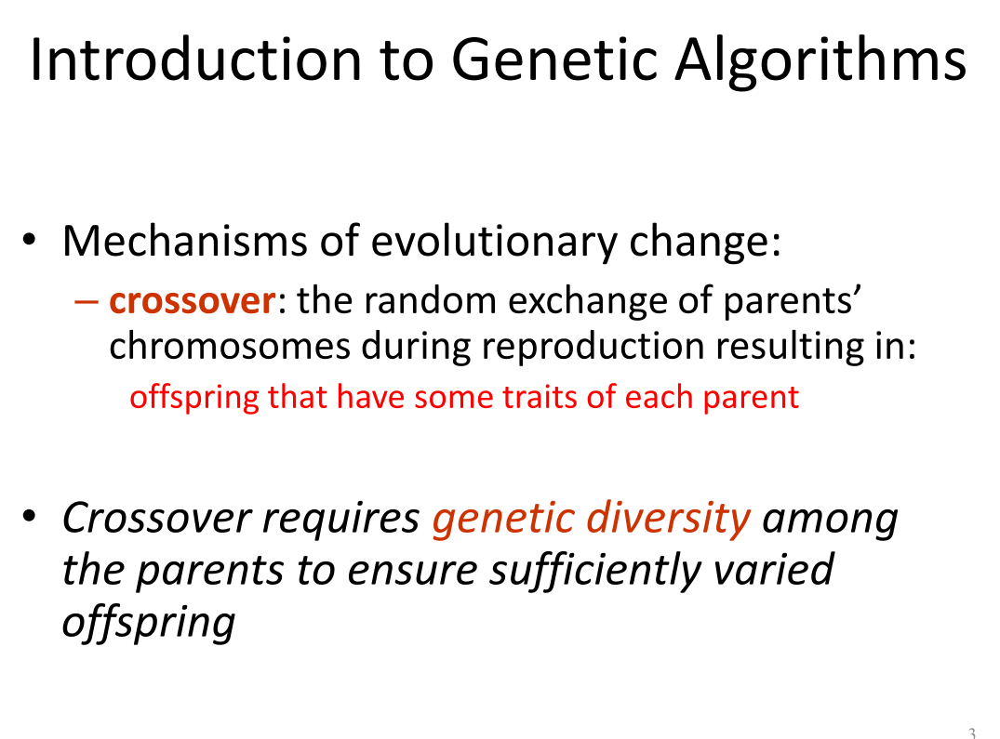 Introduction to Genetic Algorithms
• Mechanisms of evolutionary change:
– crossover: the random exchange of parents’
chromosomes during reproduction resulting in:
offspring that have some traits of each parent
• Crossover requires genetic diversity among
the parents to ensure sufficiently varied
offspring
3